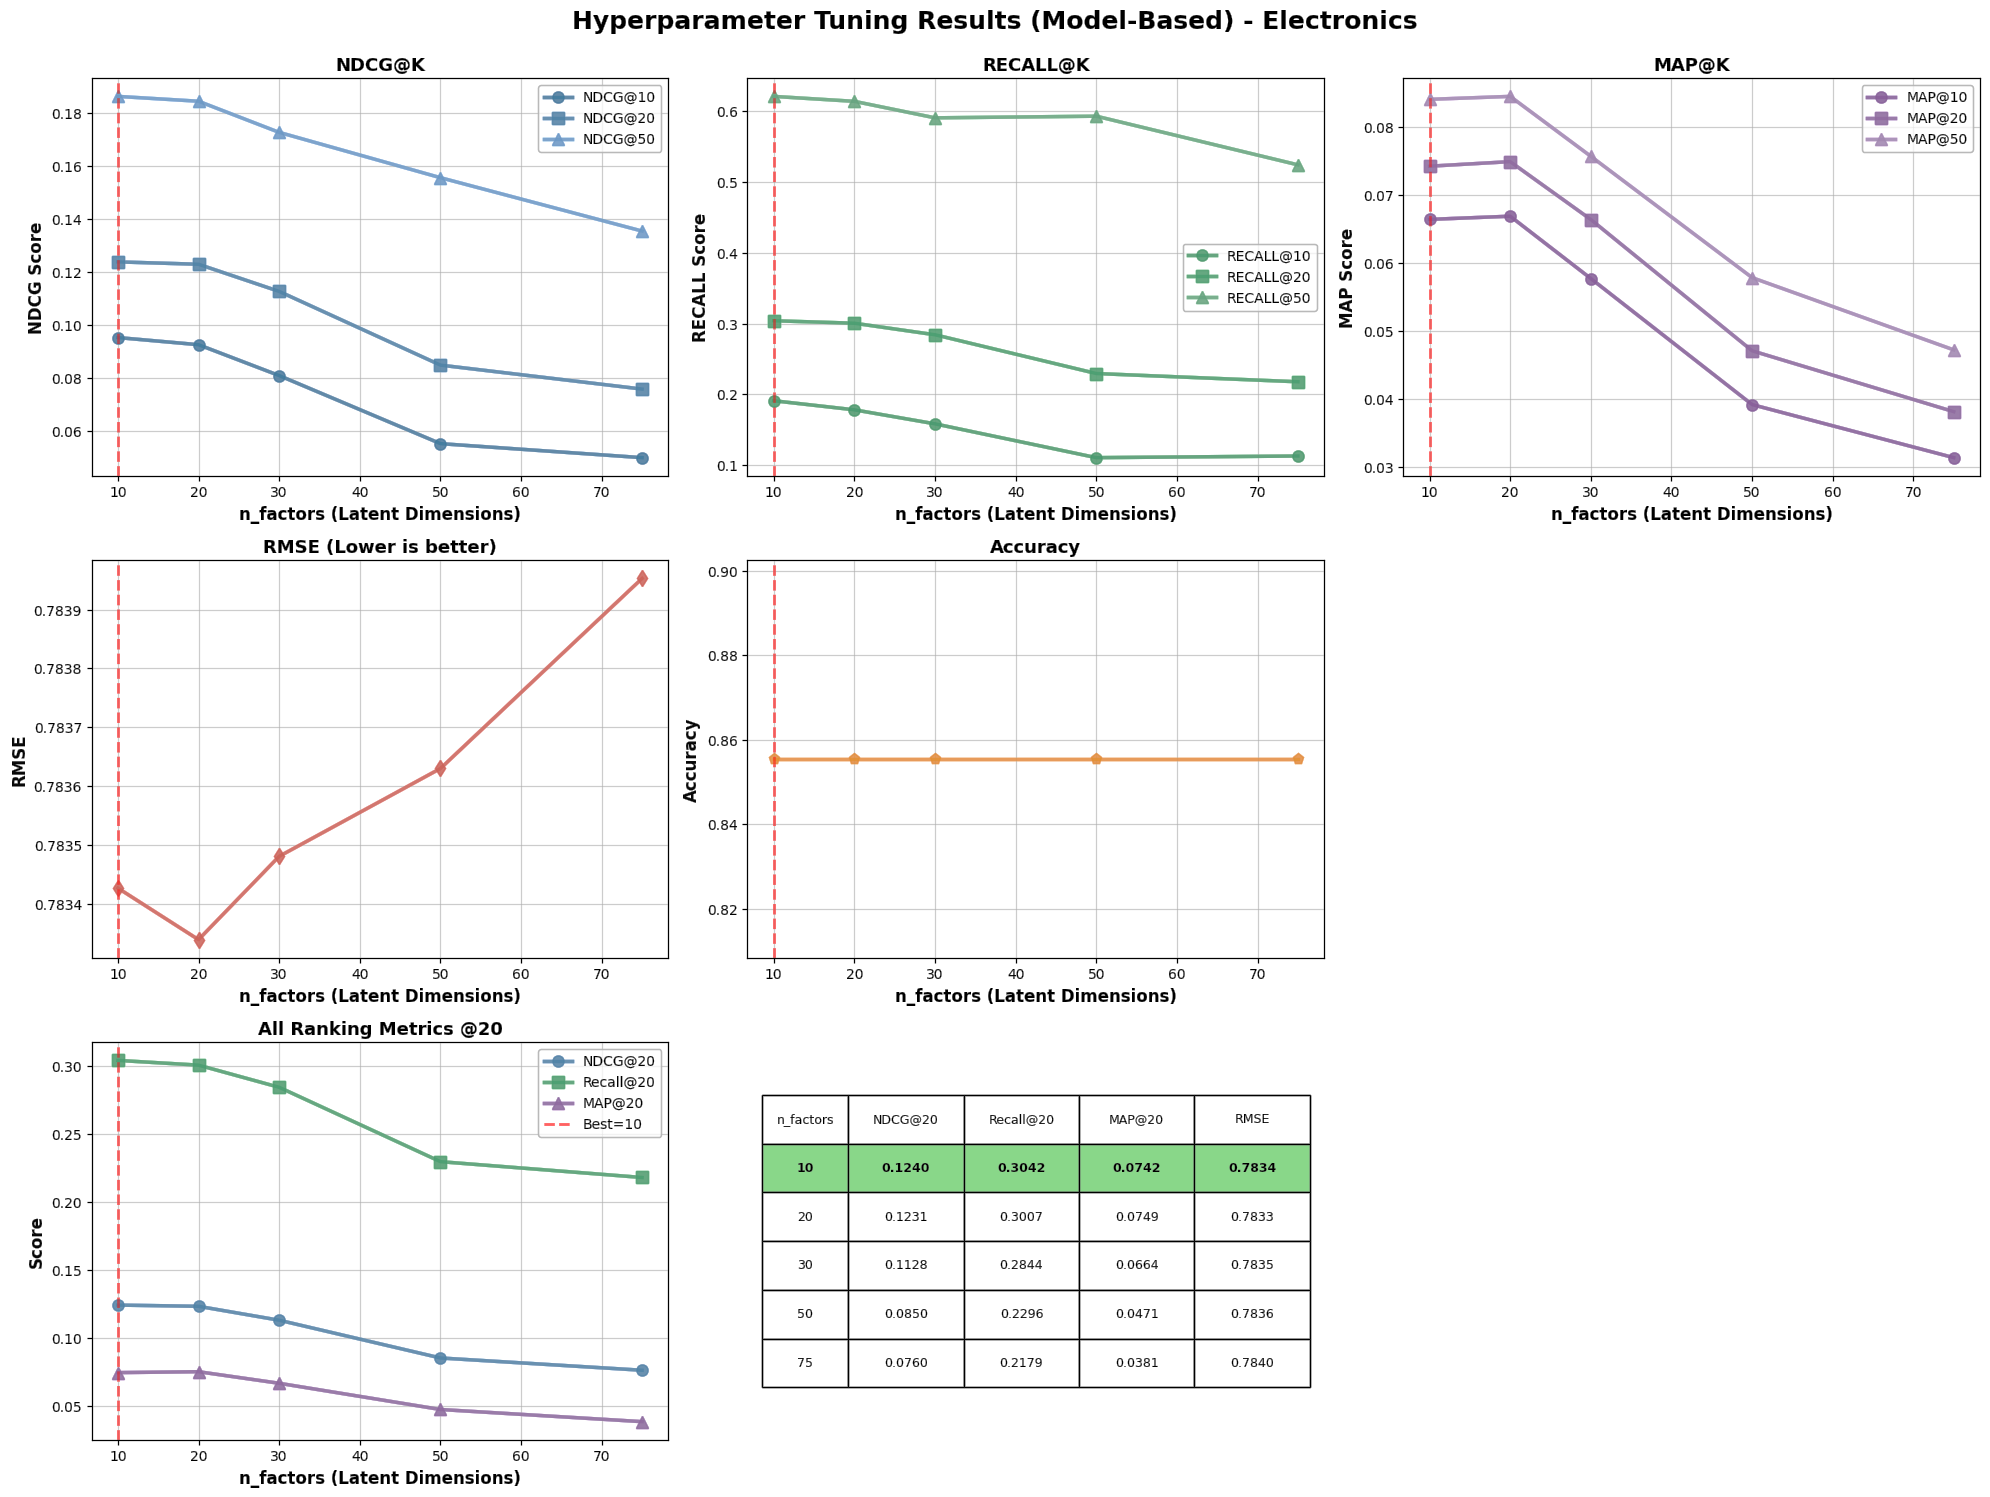 Hyperparameter Tuning Results (Model-Based) - Electronics
NDCG@K
NDCG Score
0.18
0.16
0.14
0.12
0.10
0.08
0.06
NDCG@10
NDCG@20
NDCG@50
10 20 30 40 50 60 70
n_factors (Latent Dimensions)
RECALL@K
RECALL Score
0.6
0.5
0.4
0.3
0.2
0.1
RECALL@10
RECALL@20
RECALL@50
10 20 30 40 50 60 70
n_factors (Latent Dimensions)
MAP@K
MAP Score
0.08
0.07
0.06
0.05
0.04
0.03
MAP@10
MAP@20
MAP@50
10 20 30 40 50 60 70
n_factors (Latent Dimensions)
RMSE (Lower is better)
RMSE
0.7839
0.7838
0.7837
0.7836
0.7835
0.7834
10 20 30 40 50 60 70
n_factors (Latent Dimensions)
Accuracy
Accuracy
0.90
0.88
0.86
0.84
0.82
10 20 30 40 50 60 70
n_factors (Latent Dimensions)
All Ranking Metrics @20
Score
0.30
0.25
0.20
0.15
0.10
0.05
NDCG@20
Recall@20
MAP@20
Best=10
10 20 30 40 50 60 70
n_factors (Latent Dimensions)
n_factors NDCG@20 Recall@20 MAP@20 RMSE
10 0.1240 0.3042 0.0742 0.7834
20 0.1231 0.3007 0.0749 0.7833
30 0.1128 0.2844 0.0664 0.7835
50 0.0850 0.2296 0.0471 0.7836
75 0.0760 0.2179 0.0381 0.7840